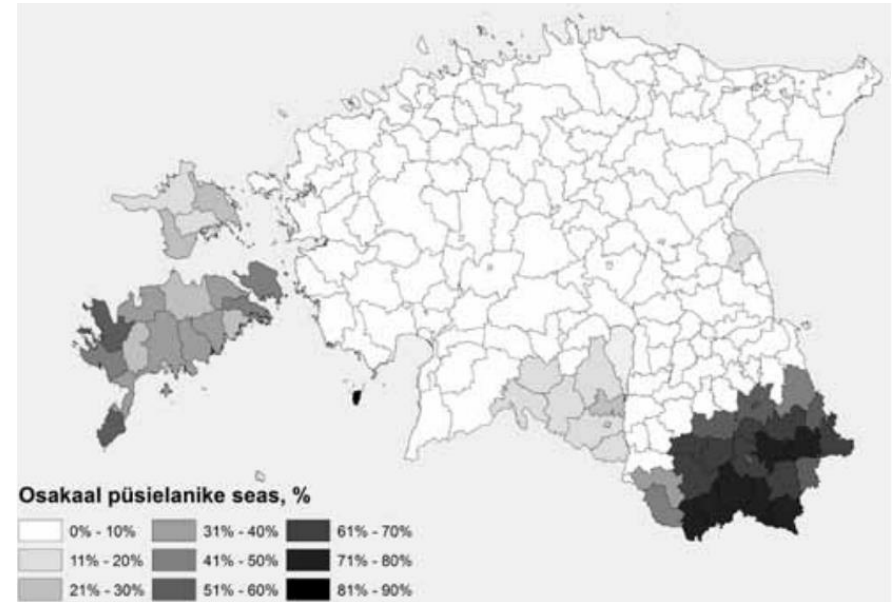 Osakaal püsielanike seas, %
0% - 10%
31% - 40%
61% - 70%
11% - 20%
41% - 50%
71% - 80%
21% - 30%
51% - 60%
81% - 90%